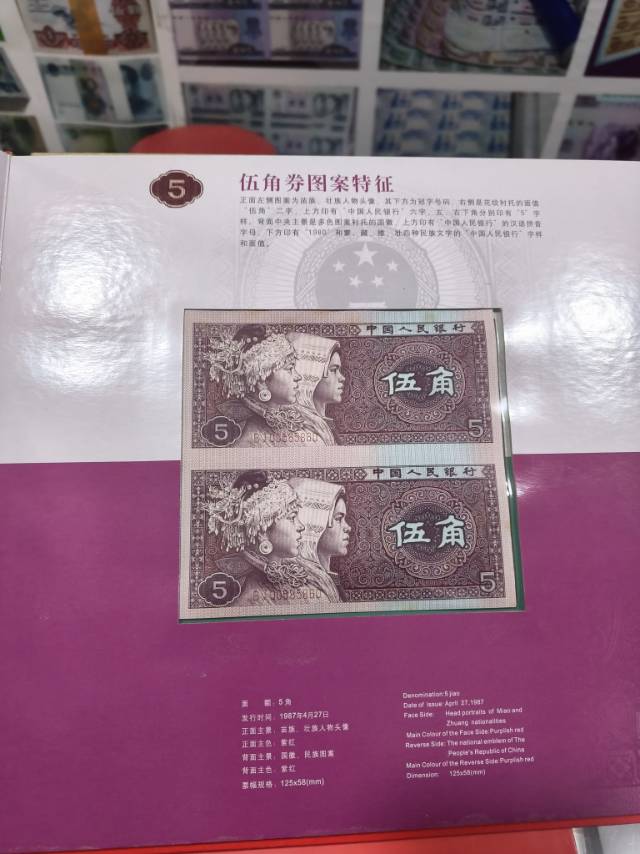 5
伍角券图案特征
正面左侧图案为苗族、壮族人物头像,其下方为冠字号码,右侧是花纹衬托的面值
"伍角"二字,上方印有"中国人民银行"六字,左、右下角分别印有"5"字
样。背面中央主景是多色图案衬托的国徽,上方印有"中国人民银行"的汉语拼音
字母,下方印有"1980"和蒙、藏、维、壮四种民族文字的"中国人民银行"字样
和面值。
中国人民银行
伍角
5
5
中国人民银行
伍角
5
5
面 额:5角
发行时间:1987年4月27日
正面主景:苗族、壮族人物头像
正面主色:紫红
背面主景:国徽、民族图案
背面主色:紫红
票幅规格:125x58(mm)
Denomination:5 jiao
Date of Issue: April 27,1987
Face Side: Head portraits of Miao and
Zhuang nationalities
Main Colour of the Face Side:Purplish red
Reverse Side: The national emblem of The
People's Republic of China
Main Colour of the Reverse Side:Purplish red
Dimension: 125x58(mm)